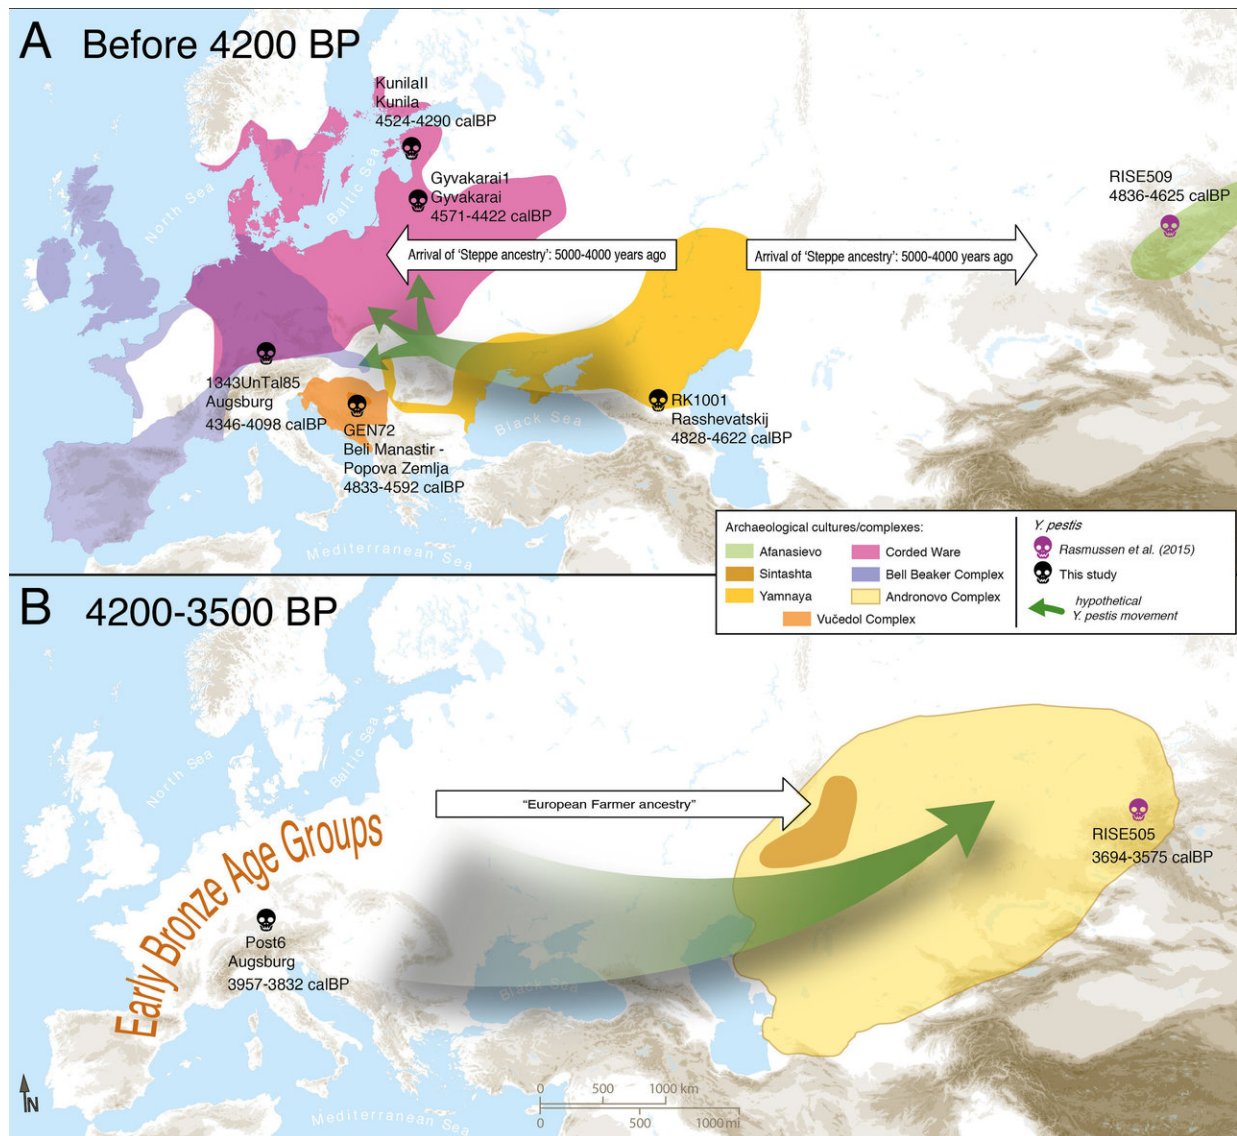 A Before 4200 BP
KunilaII
Kunila
4524-4290 calBP
Gyvakarai1
Gyvakarai
4571-4422 calBP
RISE509
4836-4625 calBP
North Sea
Baltic Sea
Arrival of 'Steppe ancestry': 5000-4000 years ago
Arrival of 'Steppe ancestry': 5000-4000 years ago
1343UnTal85
Augsburg
4346-4098 calBP
GEN72
Beli Manastir -
Popova Zemlja
4833-4592 calBP
RK1001
Rasshevatskij
4828-4622 calBP
Black Sea
Mediterranean Sea
Archaeological cultures/complexes:
Afanasievo
Sintashta
Yamnaya
Corded Ware
Bell Beaker Complex
Andronovo Complex
Vučedol Complex
Y. pestis
Rasmussen et al. (2015)
This study
hypothetical
Y. pestis movement
B 4200-3500 BP
North Sea
Baltic Sea
"European Farmer ancestry"
Early Bronze Age Groups
RISE505
3694-3575 calBP
Post6
Augsburg
3957-3832 calBP
Black Sea
Mediterranean Sea
N
0 500 1000 km
0 500 1000 mi